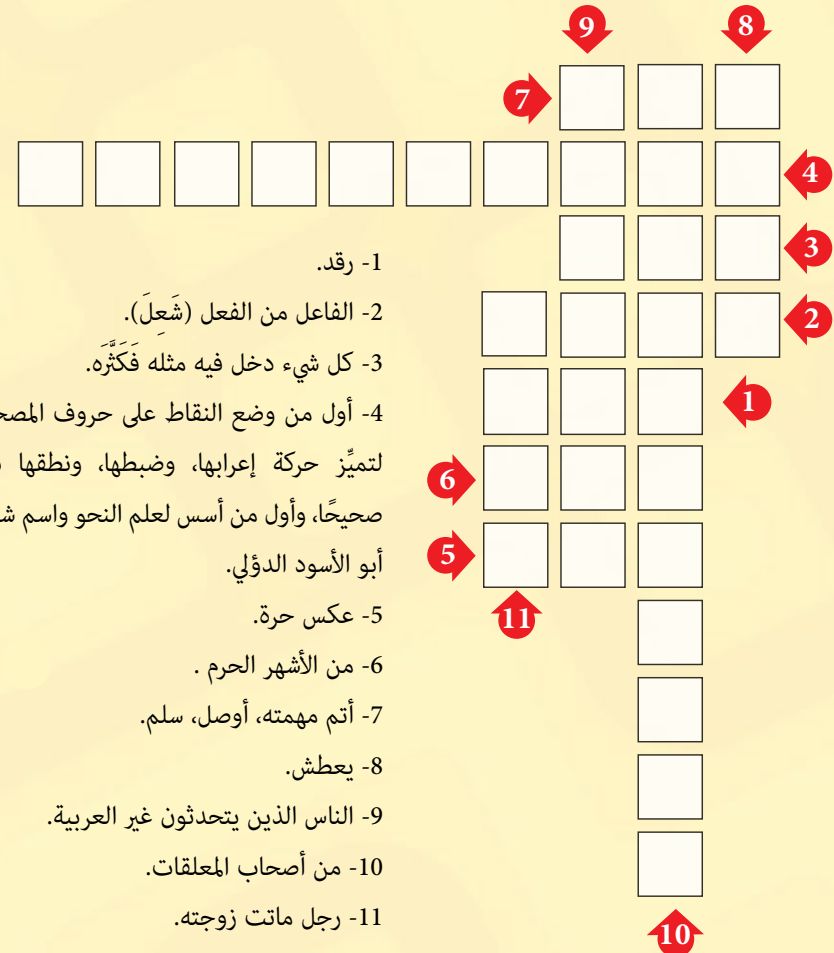 9 8
7
4
3
2
1
6
5
11
10
1- رقد.
2- الفاعل من الفعل (شَعِلَ).
3- كل شيء دخل فيه مثله فَكَثَّرَه.
4- أول من وضع النقاط على حروف
لتميِّز حركة إعرابها، وضبطها، ونطقها
صحيحًا، وأول من أسس لعلم النحو واسم
أبو الأسود الدؤلي.
5- عكس حرة.
6- من الأشهر الحرم .
7- أتم مهمته، أوصل، سلم.
8- يعطش.
9- الناس الذين يتحدثون غير العربية.
10- من أصحاب المعلقات.
11- رجل ماتت زوجته.